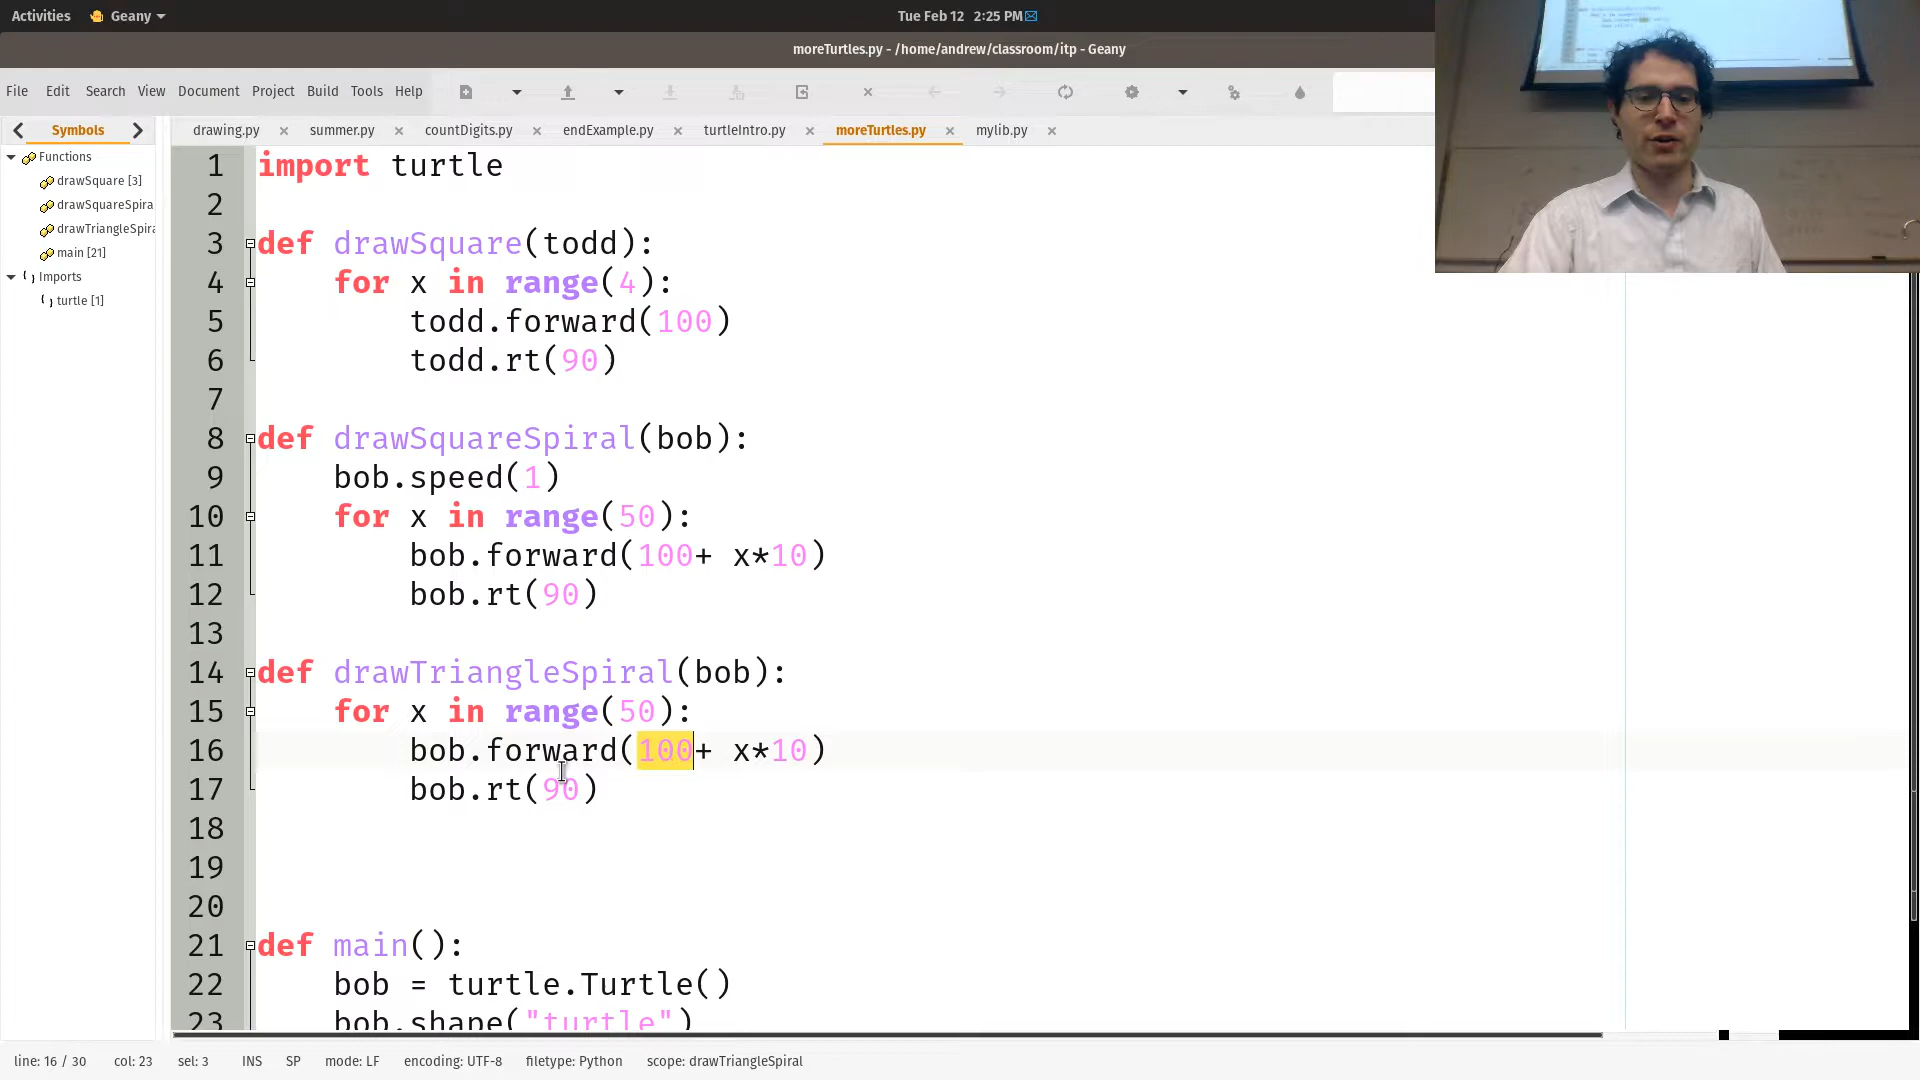 Activities Geany Tue Feb 12 2:25 PM
moreTurtles.py - /home/andrew/classroom/itp - Geany
File Edit Search View Document Project Build Tools Help
Symbols drawing.py summer.py countDigits.py endExample.py turtleIntro.py moreTurtles.py mylib.py
Functions
drawSquare [3]
drawSquareSpira
drawTriangleSpira
main [21]
Imports
turtle [1]
1 import turtle
2
3 def drawSquare(todd):
4 for x in range(4):
5 todd.forward(100)
6 todd.rt(90)
7
8 def drawSquareSpiral(bob):
9 bob.speed(1)
10 for x in range(50):
11 bob.forward(100+ x*10)
12 bob.rt(90)
13
14 def drawTriangleSpiral(bob):
15 for x in range(50):
16 bob.forward(100+ x*10)
17 bob.rt(90)
18
19
20
21 def main():
22 bob = turtle.Turtle()
23 bob.shape("turtle")
line: 16 / 30 col: 23 sel: 3 INS SP mode: LF encoding: UTF-8 filetype: Python scope: drawTriangleSpiral